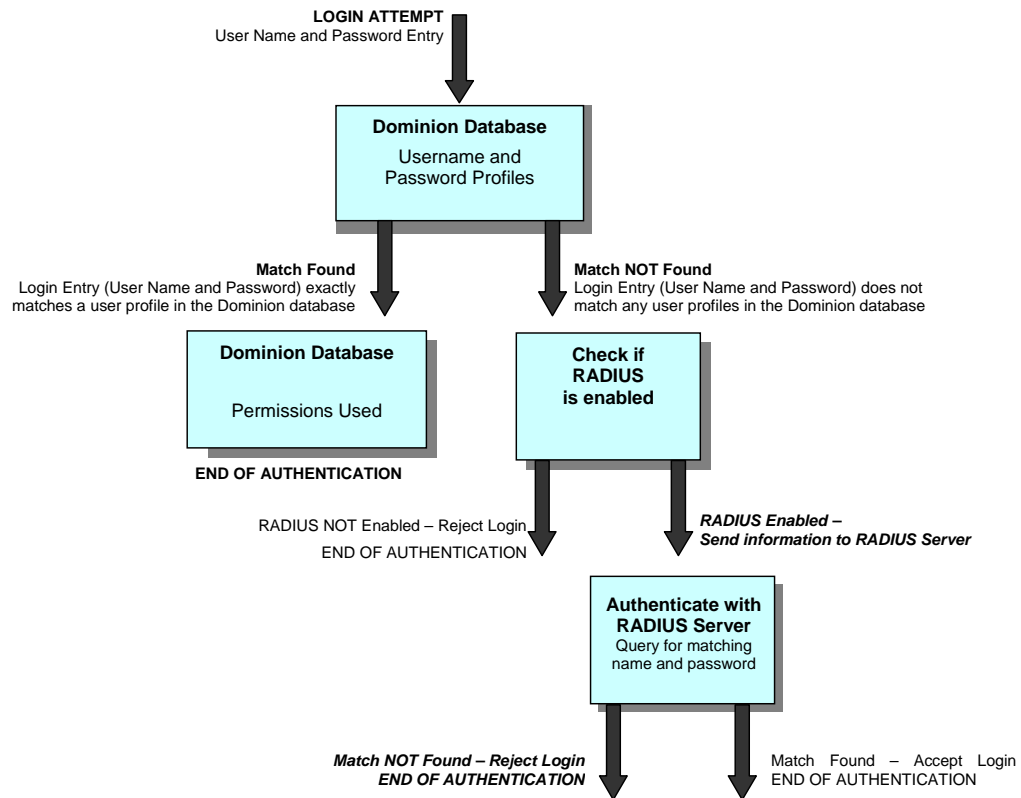 LOGIN ATTEMPT
User Name and Password Entry
Dominion Database
Username and
Password Profiles
Match Found
Login Entry (User Name and Password) exactly
matches a user profile in the Dominion database
Match NOT Found
Login Entry (User Name and Password) does not
match any user profiles in the Dominion database
Dominion Database
Permissions Used
END OF AUTHENTICATION
Check if
RADIUS
is enabled
RADIUS NOT Enabled – Reject Login
END OF AUTHENTICATION
RADIUS Enabled –
Send information to RADIUS Server
Authenticate with
RADIUS Server
Query for matching
name and password
Match NOT Found – Reject Login
END OF AUTHENTICATION
Match Found – Accept Login
END OF AUTHENTICATION